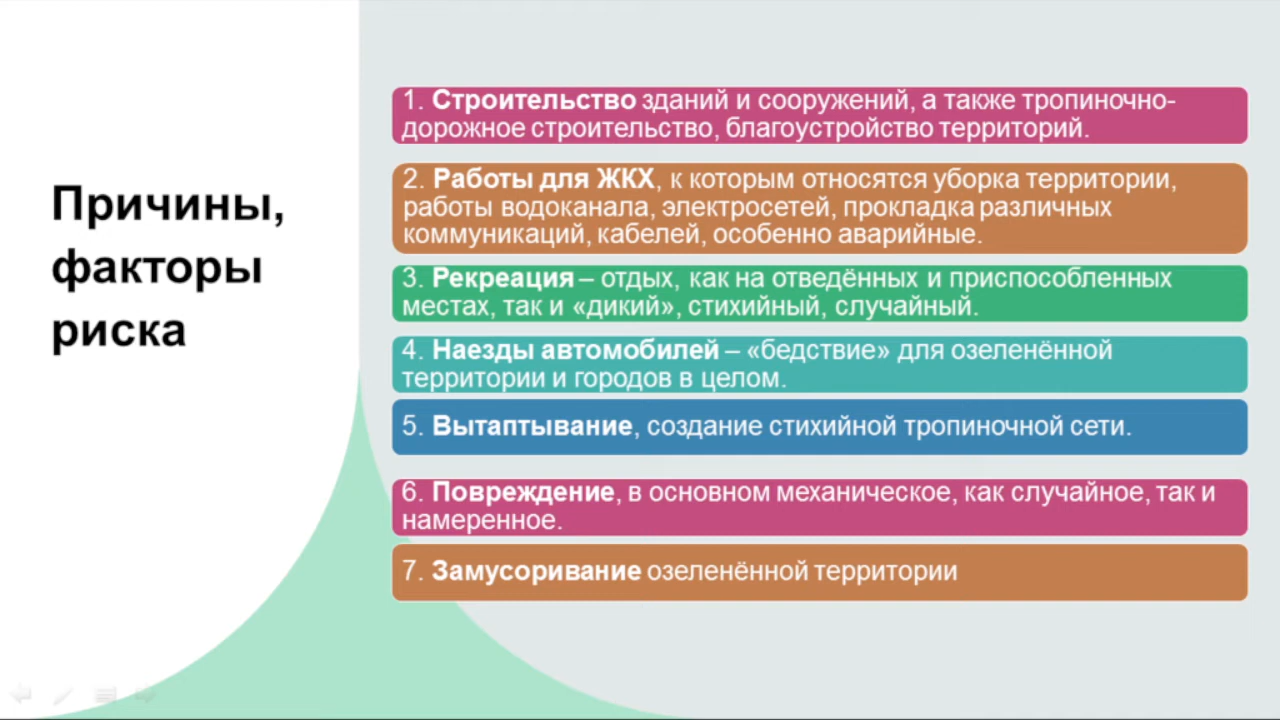 Причины,
факторы
риска
1. Строительство зданий и сооружений, а также тропиночно-
дорожное строительство, благоустройство территорий.
2. Работы для ЖКХ, к которым относятся уборка территории,
работы водоканала, электросетей, прокладка различных
коммуникаций, кабелей, особенно аварийные.
3. Рекреация – отдых, как на отведённых и приспособленных
местах, так и «дикий», стихийный, случайный.
4. Наезды автомобилей – «бедствие» для озеленённой
территории и городов в целом.
5. Вытаптывание, создание стихийной тропиночной сети.
6. Повреждение, в основном механическое, как случайное, так и
намеренное.
7. Замусоривание озеленённой территории